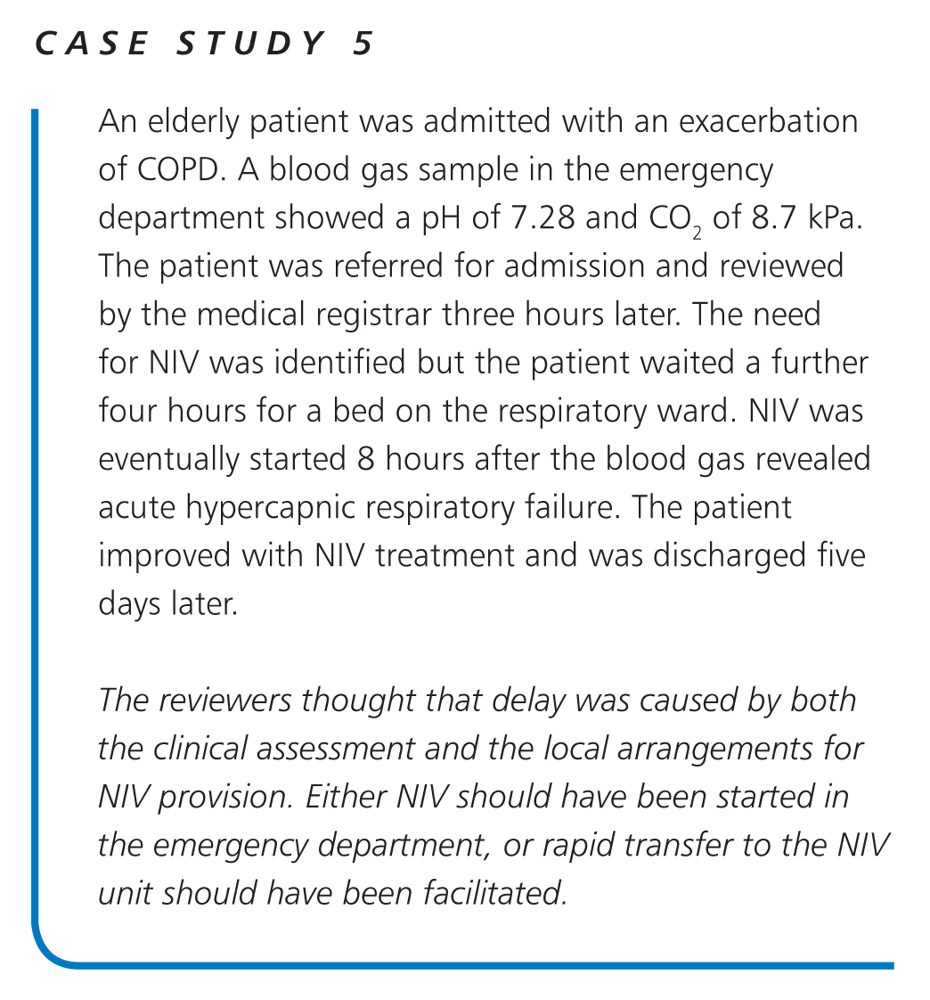 CASE STUDY 5
An elderly patient was admitted with an exacerbation
of COPD. A blood gas sample in the emergency
department showed a pH of 7.28 and CO₂ of 8.7 kPa.
The patient was referred for admission and reviewed
by the medical registrar three hours later. The need
for NIV was identified but the patient waited a further
four hours for a bed on the respiratory ward. NIV was
eventually started 8 hours after the blood gas revealed
acute hypercapnic respiratory failure. The patient
improved with NIV treatment and was discharged five
days later.
The reviewers thought that delay was caused by both
the clinical assessment and the local arrangements for
NIV provision. Either NIV should have been started in
the emergency department, or rapid transfer to the NIV
unit should have been facilitated.